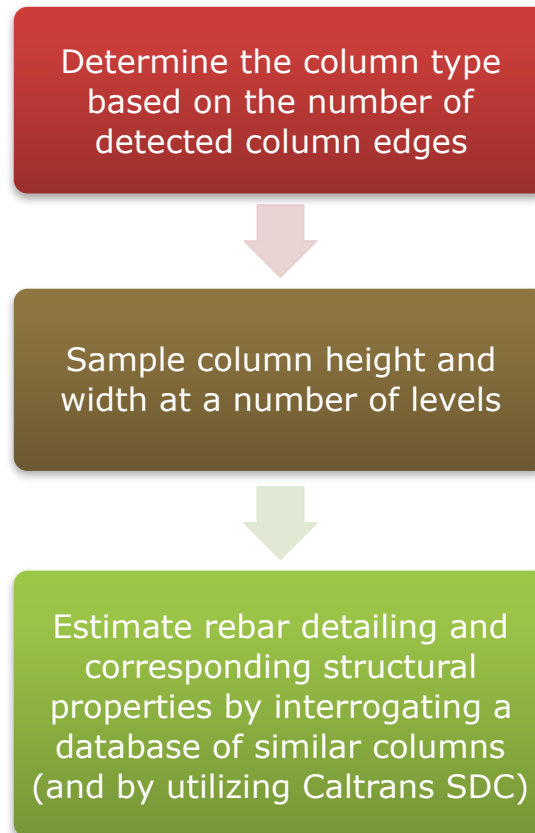 Determine the column type
based on the number of
detected column edges
Sample column height and
width at a number of levels
Estimate rebar detailing and
corresponding structural
properties by interrogating a
database of similar columns
(and by utilizing Caltrans SDC)